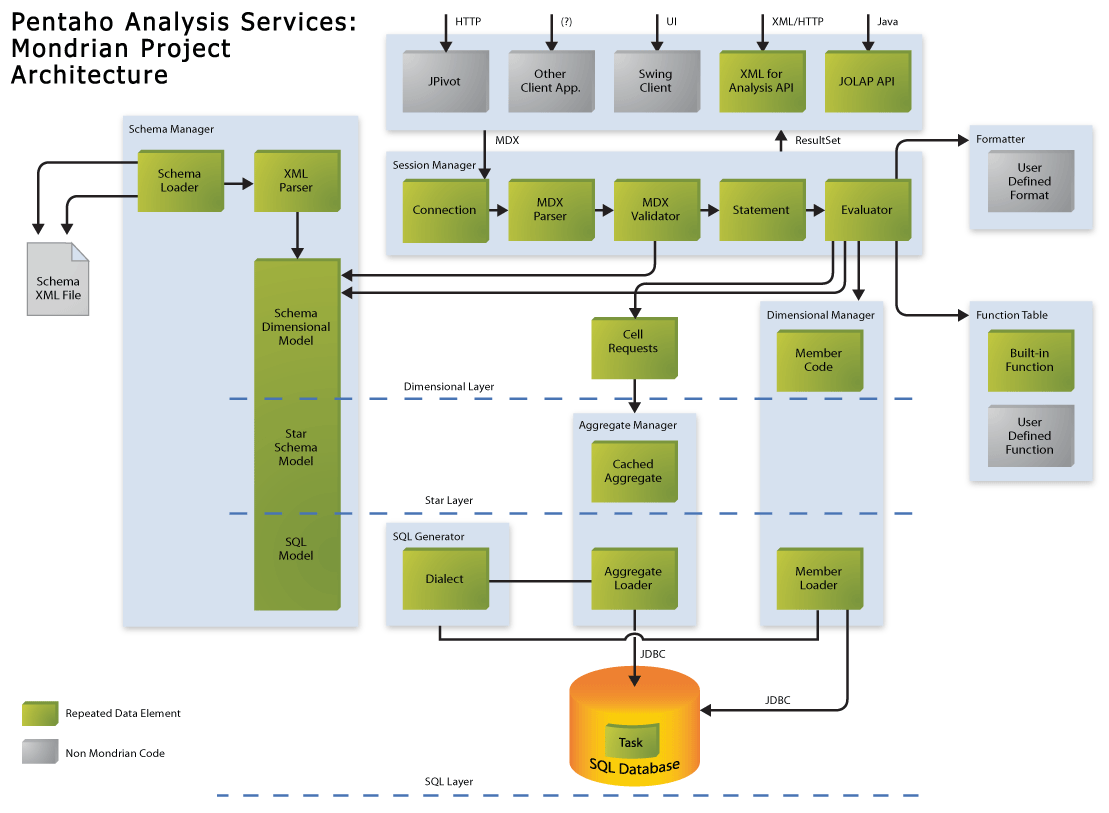 Pentaho Analysis Services:
Mondrian Project
Architecture
HTTP
(?)
UI
XML/HTTP
Java
JPivot
Other
Client App.
Swing
Client
XML for
Analysis API
JOLAP API
MDX
ResultSet
Schema Manager
Schema
Loader
XML
Parser
Schema
XML File
Schema
Dimensional
Model
Star
Schema
Model
SQL
Model
Session Manager
Connection
MDX
Parser
MDX
Validator
Statement
Evaluator
Formatter
User
Defined
Format
Cell
Requests
Dimensional Manager
Member
Code
Function Table
Built-in
Function
User
Defined
Function
Dimensional Layer
Aggregate Manager
Cached
Aggregate
Star Layer
SQL Generator
Dialect
Aggregate
Loader
Member
Loader
JDBC
JDBC
Task
SQL Database
Repeated Data Element
Non Mondrian Code
SQL Layer